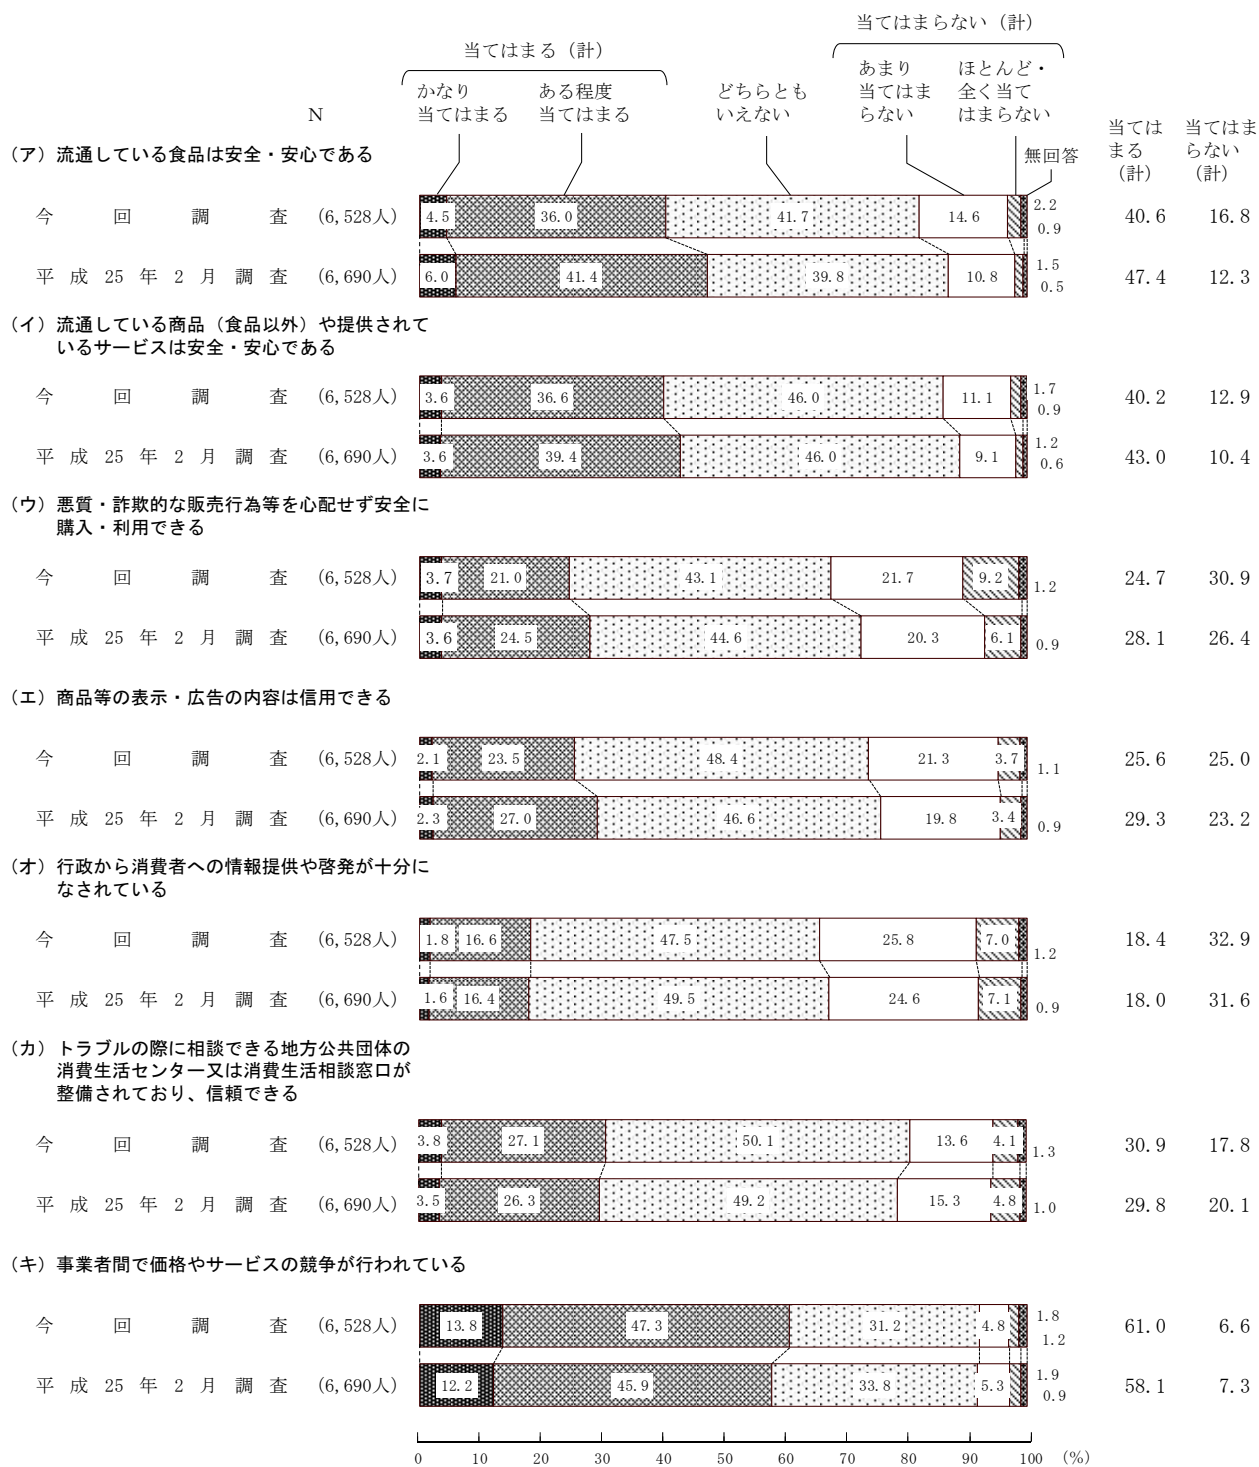 当てはまらない（計）
当てはまる（計）
かなり
当てはまる
ある程度
当てはまる
どちらとも
いえない
あまり
当てはま
らない
ほとんど・
全く当て
はまらない
無回答
N
当ては
まる
（計）
当てはま
らない
（計）
（ア）流通している食品は安全・安心である
今回調査 (6,528人) 4.5 36.0 41.7 14.6 2.2 0.9 40.6 16.8
平成25年2月調査 (6,690人) 6.0 41.4 39.8 10.8 1.5 0.5 47.4 12.3
（イ）流通している商品（食品以外）や提供されて
いるサービスは安全・安心である
今回調査 (6,528人) 3.6 36.6 46.0 11.1 1.7 0.9 40.2 12.9
平成25年2月調査 (6,690人) 3.6 39.4 46.0 9.1 1.2 0.6 43.0 10.4
（ウ）悪質・詐欺的な販売行為等を心配せず安全に
購入・利用できる
今回調査 (6,528人) 3.7 21.0 43.1 21.7 9.2 1.2 24.7 30.9
平成25年2月調査 (6,690人) 3.6 24.5 44.6 20.3 6.1 0.9 28.1 26.4
（エ）商品等の表示・広告の内容は信用できる
今回調査 (6,528人) 2.1 23.5 48.4 21.3 3.7 1.1 25.6 25.0
平成25年2月調査 (6,690人) 2.3 27.0 46.6 19.8 3.4 0.9 29.3 23.2
（オ）行政から消費者への情報提供や啓発が十分に
なされている
今回調査 (6,528人) 1.8 16.6 47.5 25.8 7.0 1.2 18.4 32.9
平成25年2月調査 (6,690人) 1.6 16.4 49.5 24.6 7.1 0.9 18.0 31.6
（カ）トラブルの際に相談できる地方公共団体の
消費生活センター又は消費生活相談窓口が
整備されており、信頼できる
今回調査 (6,528人) 3.8 27.1 50.1 13.6 4.1 1.3 30.9 17.8
平成25年2月調査 (6,690人) 3.5 26.3 49.2 15.3 4.8 1.0 29.8 20.1
（キ）事業者間で価格やサービスの競争が行われている
今回調査 (6,528人) 13.8 47.3 31.2 4.8 1.8 1.2 61.0 6.6
平成25年2月調査 (6,690人) 12.2 45.9 33.8 5.3 1.9 0.9 58.1 7.3
0 10 20 30 40 50 60 70 80 90 100 (%)